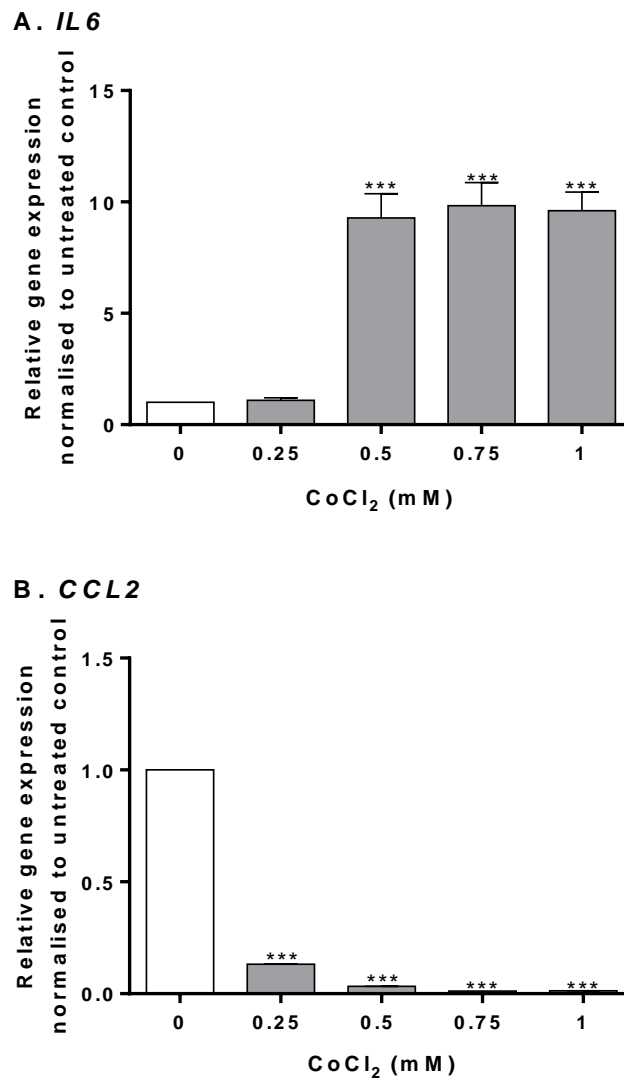 A. IL6
Relative gene expression
normalised to untreated control
15
10
5
0
***
***
***
0 0.25 0.5 0.75 1
CoCl₂ (mM)
B. CCL2
Relative gene expression
normalised to untreated control
1.5
1.0
0.5
0.0
***
***
***
***
0 0.25 0.5 0.75 1
CoCl₂ (mM)